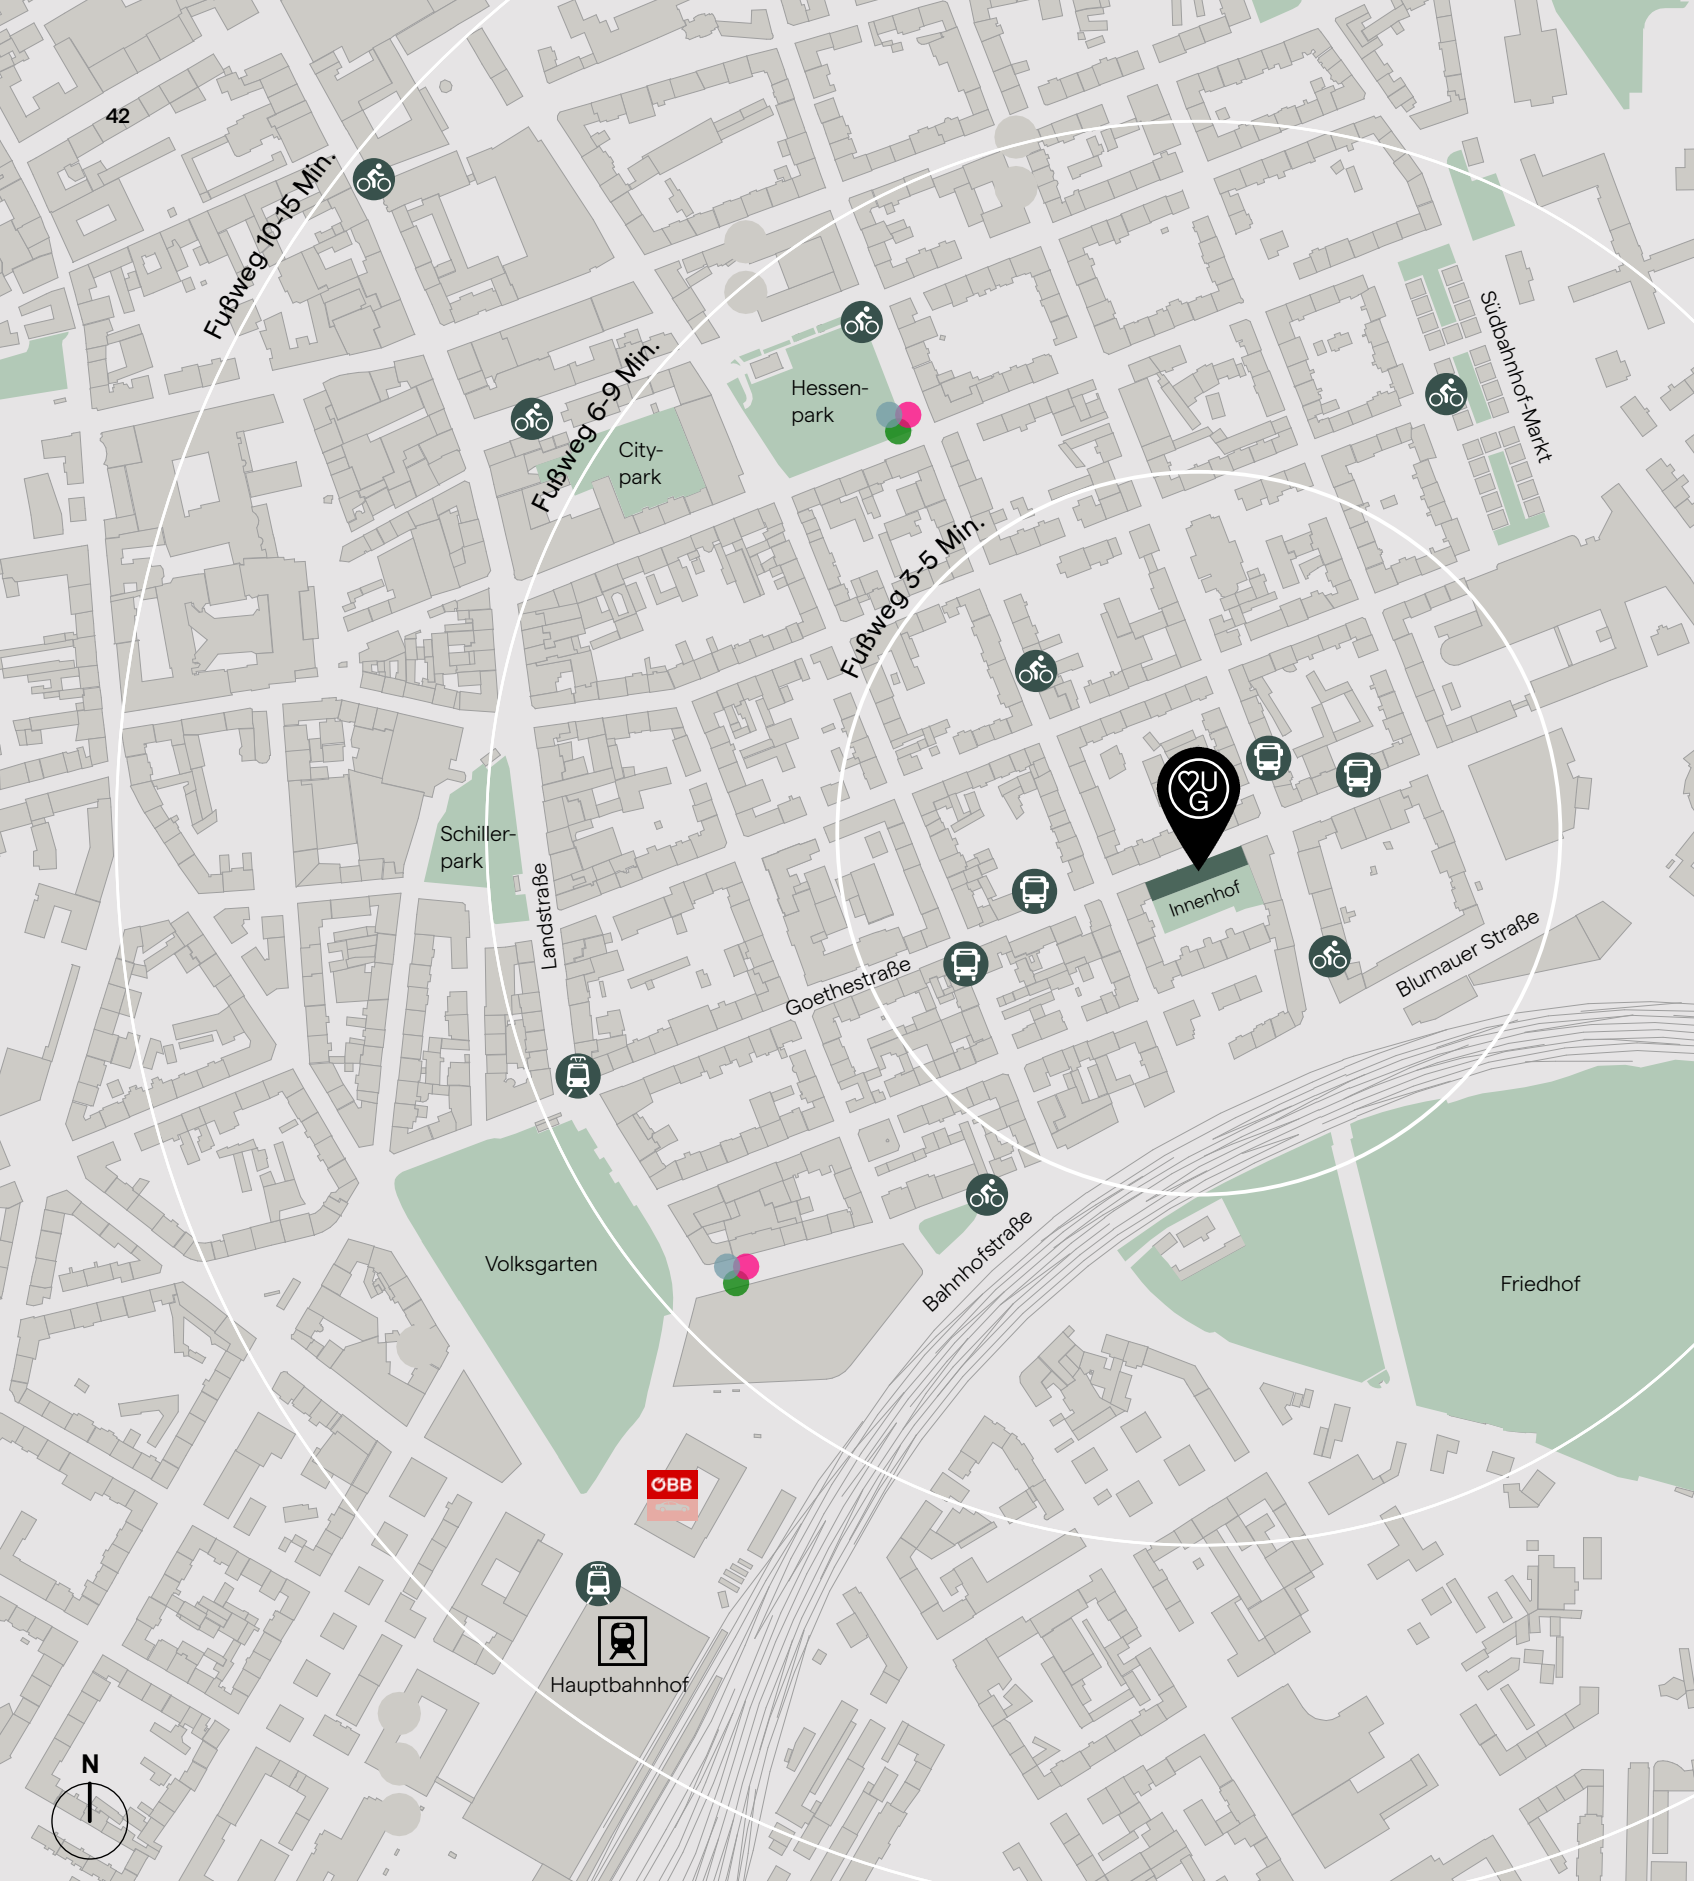 42
Fußweg 10-15 Min.
Südbahnhof-Markt
Fußweg 6-9 Min.
Hessen-
park
City-
park
Fußweg 3-5 Min.
U
G
Schiller-
park
Landstraße
Innenhof
Goethestraße
Blumauer Straße
Bahnhofstraße
Volksgarten
Friedhof
ÖBB
Hauptbahnhof
N